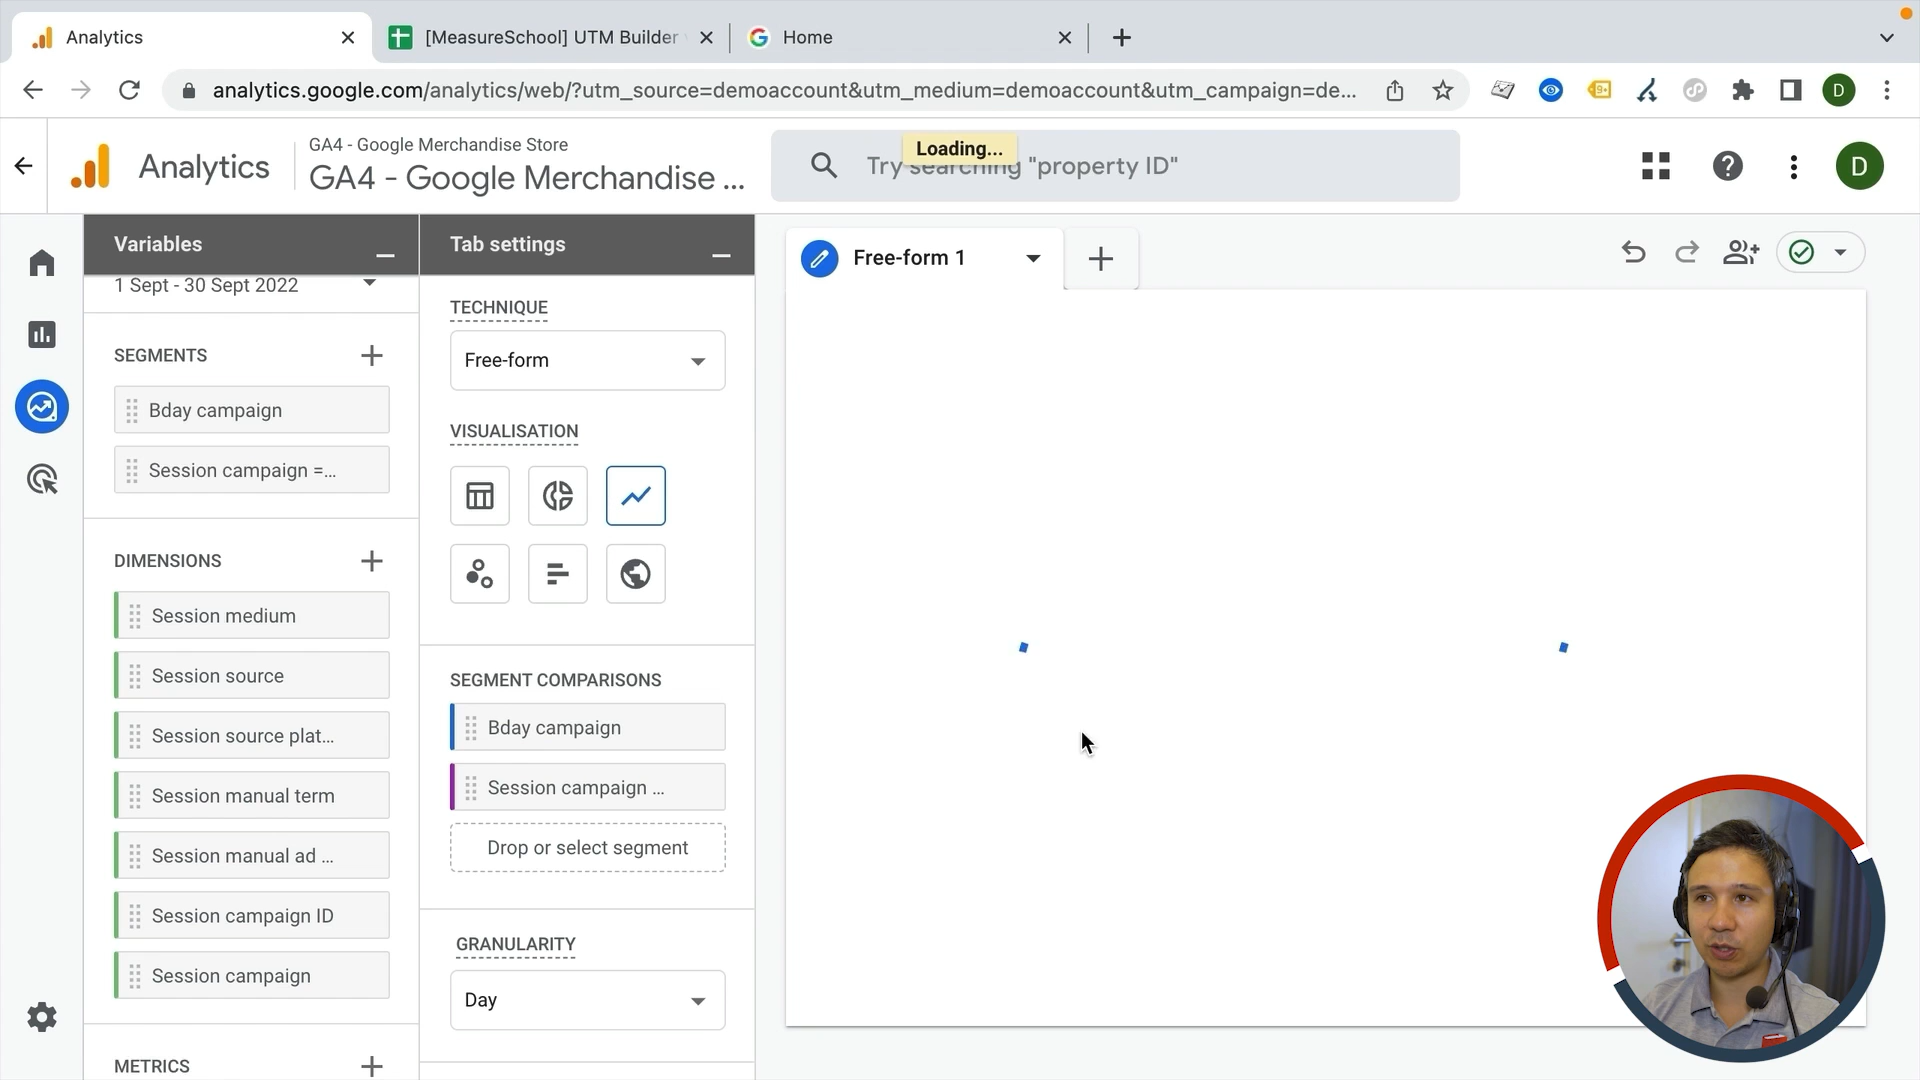 Analytics
[MeasureSchool] UTM Builder
Home
analytics.google.com/analytics/web/?utm_source=demoaccount&utm_medium=demoaccount&utm_campaign=de...
D
Analytics
GA4 - Google Merchandise Store
GA4 - Google Merchandise ...
Loading...
Try searching "property ID"
D
Variables
1 Sept - 30 Sept 2022
SEGMENTS
Bday campaign
Session campaign =...
DIMENSIONS
Session medium
Session source
Session source plat...
Session manual term
Session manual ad ...
Session campaign ID
Session campaign
METRICS
Tab settings
TECHNIQUE
Free-form
VISUALISATION
SEGMENT COMPARISONS
Bday campaign
Session campaign ...
Drop or select segment
GRANULARITY
Day
Free-form 1